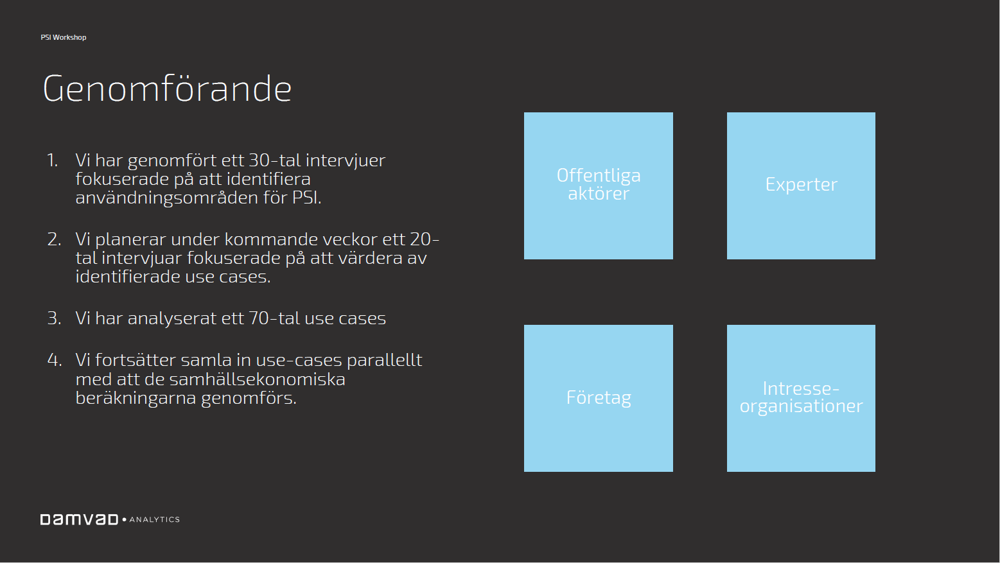 PSI Workshop
Genomförande
1. Vi har genomfört ett 30-tal intervjuer
fokuserade på att identifiera
användningsområden för PSI.
2. Vi planerar under kommande veckor ett 20-
tal intervjuar fokuserade på att värdera av
identifierade use cases.
3. Vi har analyserat ett 70-tal use cases
4. Vi fortsätter samla in use-cases parallellt
med att de samhällsekonomiska
beräkningarna genomförs.
Offentliga
aktörer
Experter
Företag
Intresse-
organisationer
DAMVAD • ANALYTICS